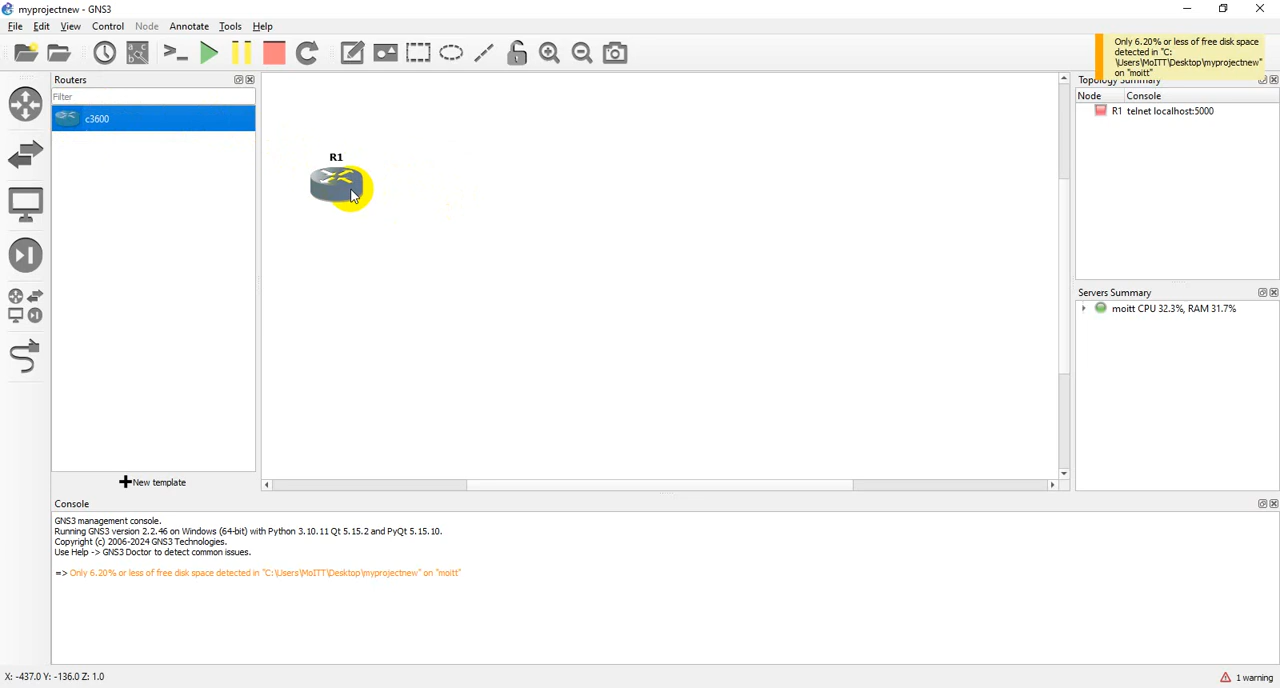 myprojectnew - GNS3
File Edit View Control Node Annotate Tools Help
Only 6.20% or less of free disk space
detected in "C:
\Users\MoITT\Desktop\myprojectnew"
on "moitt"
Routers
Filter
c3600
New template
R1
Topology Summary
Node Console
R1 telnet localhost:5000
Servers Summary
moitt CPU 32.3%, RAM 31.7%
Console
GNS3 management console.
Running GNS3 version 2.2.46 on Windows (64-bit) with Python 3.10.11 Qt 5.15.2 and PyQt 5.15.10.
Copyright (c) 2006-2024 GNS3 Technologies.
Use Help -> GNS3 Doctor to detect common issues.
=> Only 6.20% or less of free disk space detected in "C:\Users\MoITT\Desktop\myprojectnew" on "moitt"
X: -437.0 Y: -136.0 Z: 1.0
1 warning